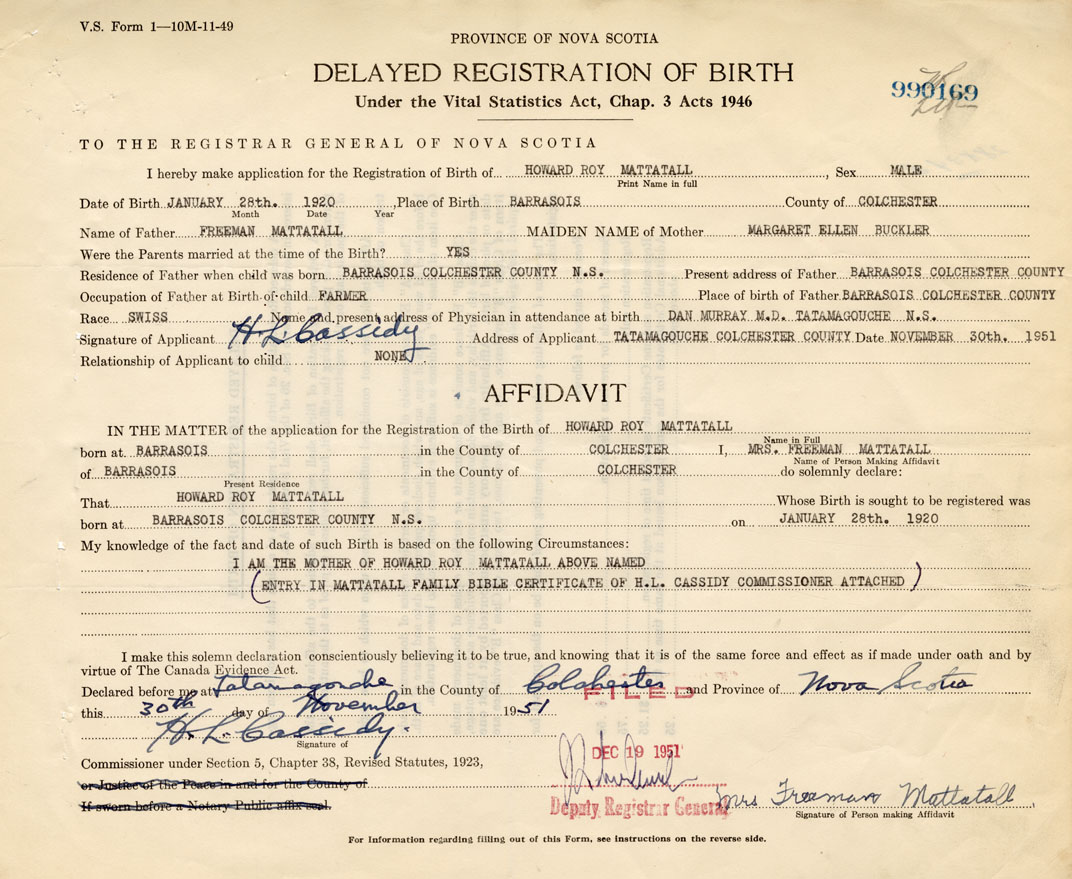 V.S. Form 1—10M-11-49
PROVINCE OF NOVA SCOTIA
DELAYED REGISTRATION OF BIRTH
990169
Under the Vital Statistics Act, Chap. 3 Acts 1946
TO THE REGISTRAR GENERAL OF NOVA SCOTIA
I hereby make application for the Registration of Birth of HOWARD ROY MATTATALL, Sex MALE
Print Name in full
Date of Birth JANUARY 28th. 1920, Place of Birth BARRASOIS County of COLCHESTER
Month Date Year
Name of Father FREEMAN MATTATALL MAIDEN NAME of Mother MARGARET ELLEN BUCKLER
Were the Parents married at the time of the Birth? YES
Residence of Father when child was born BARRASOIS COLCHESTER COUNTY N.S. Present address of Father BARRASOIS COLCHESTER COUNTY
Occupation of Father at Birth of child FARMER Place of birth of Father BARRASOIS COLCHESTER COUNTY
Race SWISS Name and present address of Physician in attendance at birth DAN MURRAY M.D. TATAMAGOUCHE N.S.
Signature of Applicant H. L. Cassidy Address of Applicant TATAMAGOUCHE COLCHESTER COUNTY Date NOVEMBER 30th. 1951
Relationship of Applicant to child NONE
AFFIDAVIT
IN THE MATTER of the application for the Registration of the Birth of HOWARD ROY MATTATALL
Name in Full
born at BARRASOIS in the County of COLCHESTER I, MRS. FREEMAN MATTATALL
Name of Person Making Affidavit
of BARRASOIS in the County of COLCHESTER do solemnly declare:
Present Residence
That HOWARD ROY MATTATALL Whose Birth is sought to be registered was
born at BARRASOIS COLCHESTER COUNTY N.S. on JANUARY 28th. 1920
My knowledge of the fact and date of such Birth is based on the following Circumstances:
I AM THE MOTHER OF HOWARD ROY MATTATALL ABOVE NAMED
(ENTRY IN MATTATALL FAMILY BIBLE CERTIFICATE OF H.L. CASSIDY COMMISSIONER ATTACHED)
I make this solemn declaration conscientiously believing it to be true, and knowing that it is of the same force and effect as if made under oath and by
virtue of The Canada Evidence Act.
Declared before me at Tatamagouche in the County of Colchester and Province of Nova Scotia
FILED
this 30th day of November 1951
H. L. Cassidy.
Signature of
DEC 19 1951
Commissioner under Section 5, Chapter 38, Revised Statutes, 1923,
or Justice of the Peace in and for the County of
If sworn before a Notary Public affix seal.
Deputy Registrar General
Mrs Freeman Mattatall
Signature of Person making Affidavit
For Information regarding filling out of this Form, see instructions on the reverse side.